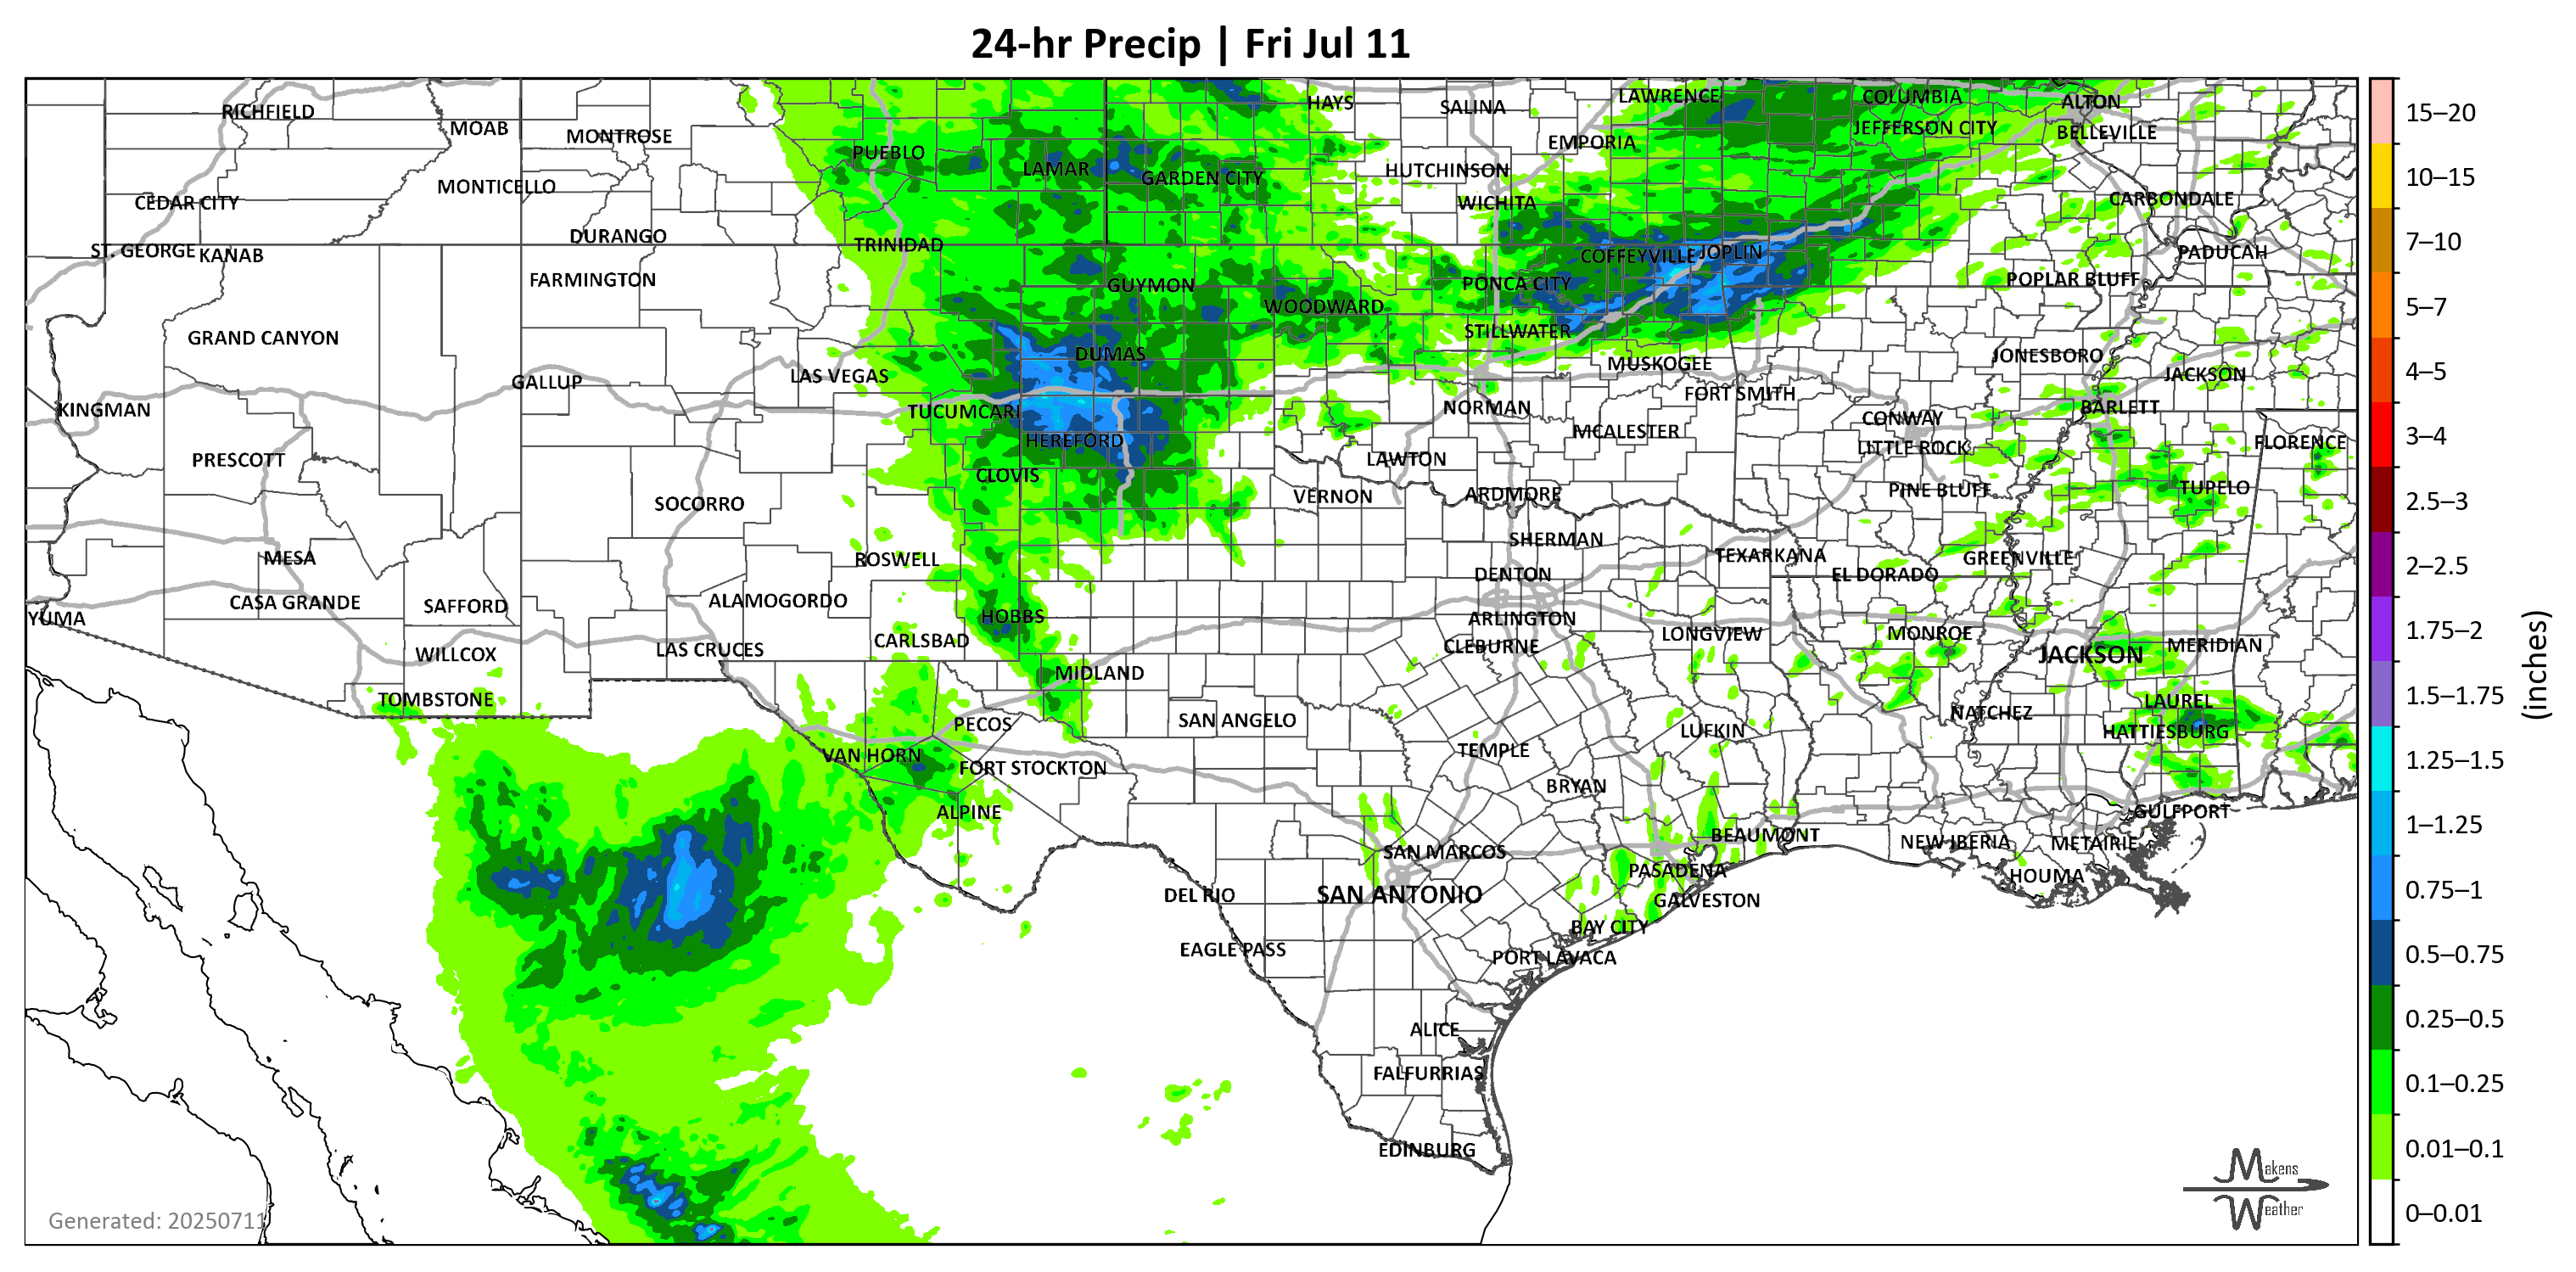 24-hr Precip | Fri Jul 11
RICHFIELD
MOAB
MONTROSE
PUEBLO
LAMAR
GARDEN CITY
HAYS
SALINA
LAWRENCE
EMPORIA
COLUMBIA
JEFFERSON CITY
ALTON
BELLEVILLE
HUTCHINSON
WICHITA
CEDAR CITY
MONTICELLO
CARBONDALE
ST. GEORGE
KANAB
DURANGO
TRINIDAD
COFFEYVILLE
JOPLIN
PADUCAH
FARMINGTON
GUYMON
WOODWARD
PONCA CITY
POPLAR BLUFF
GRAND CANYON
STILLWATER
DUMAS
MUSKOGEE
JONESBORO
GALLUP
LAS VEGAS
JACKSON
KINGMAN
TUCUMCARI
NORMAN
FORT SMITH
CONWAY
BARLETT
PRESCOTT
HEREFORD
LAWTON
MCALESTER
LITTLE ROCK
FLORENCE
CLOVIS
VERNON
ARDMORE
PINE BLUFF
TUPELO
SOCORRO
MESA
ROSWELL
SHERMAN
TEXARKANA
GREENVILLE
DENTON
EL DORADO
YUMA
CASA GRANDE
SAFFORD
ALAMOGORDO
HOBBS
ARLINGTON
CARLSBAD
CLEBURNE
LONGVIEW
MONROE
JACKSON
MERIDIAN
WILLCOX
LAS CRUCES
MIDLAND
TOMBSTONE
PECOS
SAN ANGELO
LUFKIN
NATCHEZ
LAUREL
HATTIESBURG
VAN HORN
FORT STOCKTON
TEMPLE
BRYAN
ALPINE
GULFPORT
SAN MARCOS
BEAUMONT
NEW IBERIA
METAIRIE
DEL RIO
SAN ANTONIO
PASADENA
GALVESTON
HOUMA
EAGLE PASS
BAY CITY
PORT LAVACA
ALICE
FALFURRIAS
EDINBURG
Generated: 20250711
Makens
Weather
15–20
10–15
7–10
5–7
4–5
3–4
2.5–3
2–2.5
1.75–2
1.5–1.75
1.25–1.5
1–1.25
0.75–1
0.5–0.75
0.25–0.5
0.1–0.25
0.01–0.1
0–0.01
(inches)